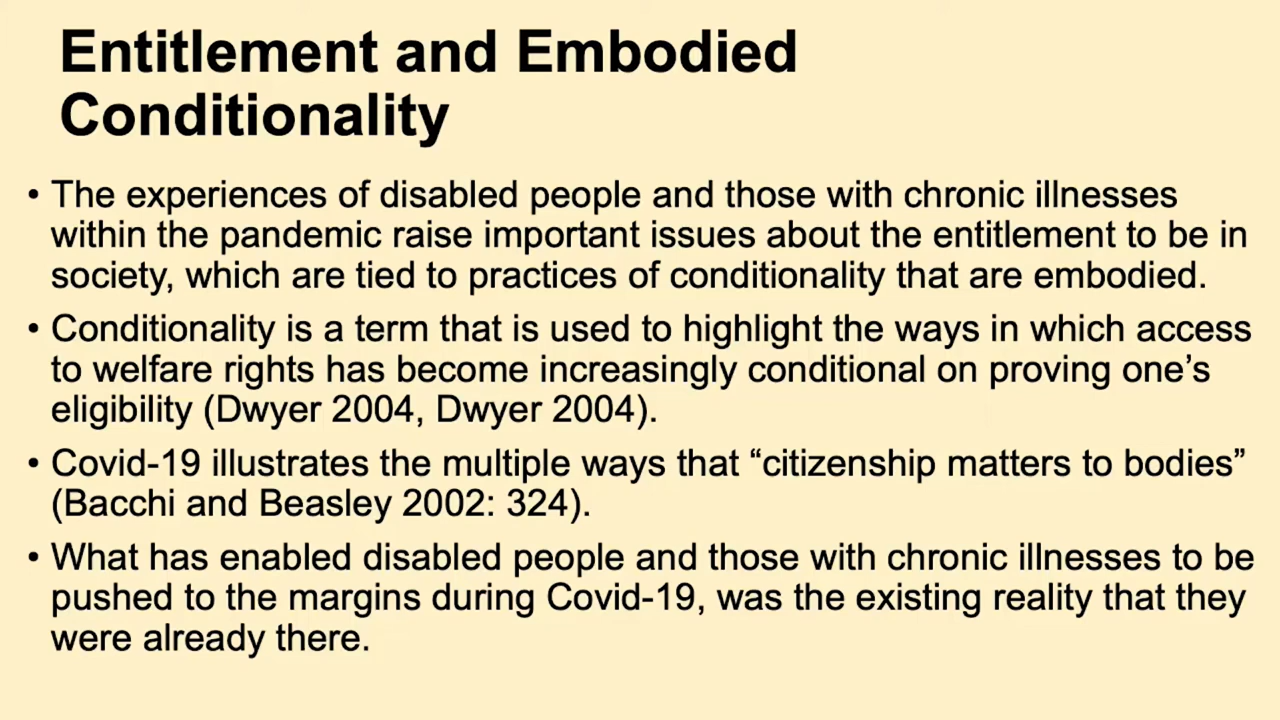 Entitlement and Embodied
Conditionality
• The experiences of disabled people and those with chronic illnesses
within the pandemic raise important issues about the entitlement to be in
society, which are tied to practices of conditionality that are embodied.
• Conditionality is a term that is used to highlight the ways in which access
to welfare rights has become increasingly conditional on proving one’s
eligibility (Dwyer 2004, Dwyer 2004).
• Covid-19 illustrates the multiple ways that “citizenship matters to bodies”
(Bacchi and Beasley 2002: 324).
• What has enabled disabled people and those with chronic illnesses to be
pushed to the margins during Covid-19, was the existing reality that they
were already there.